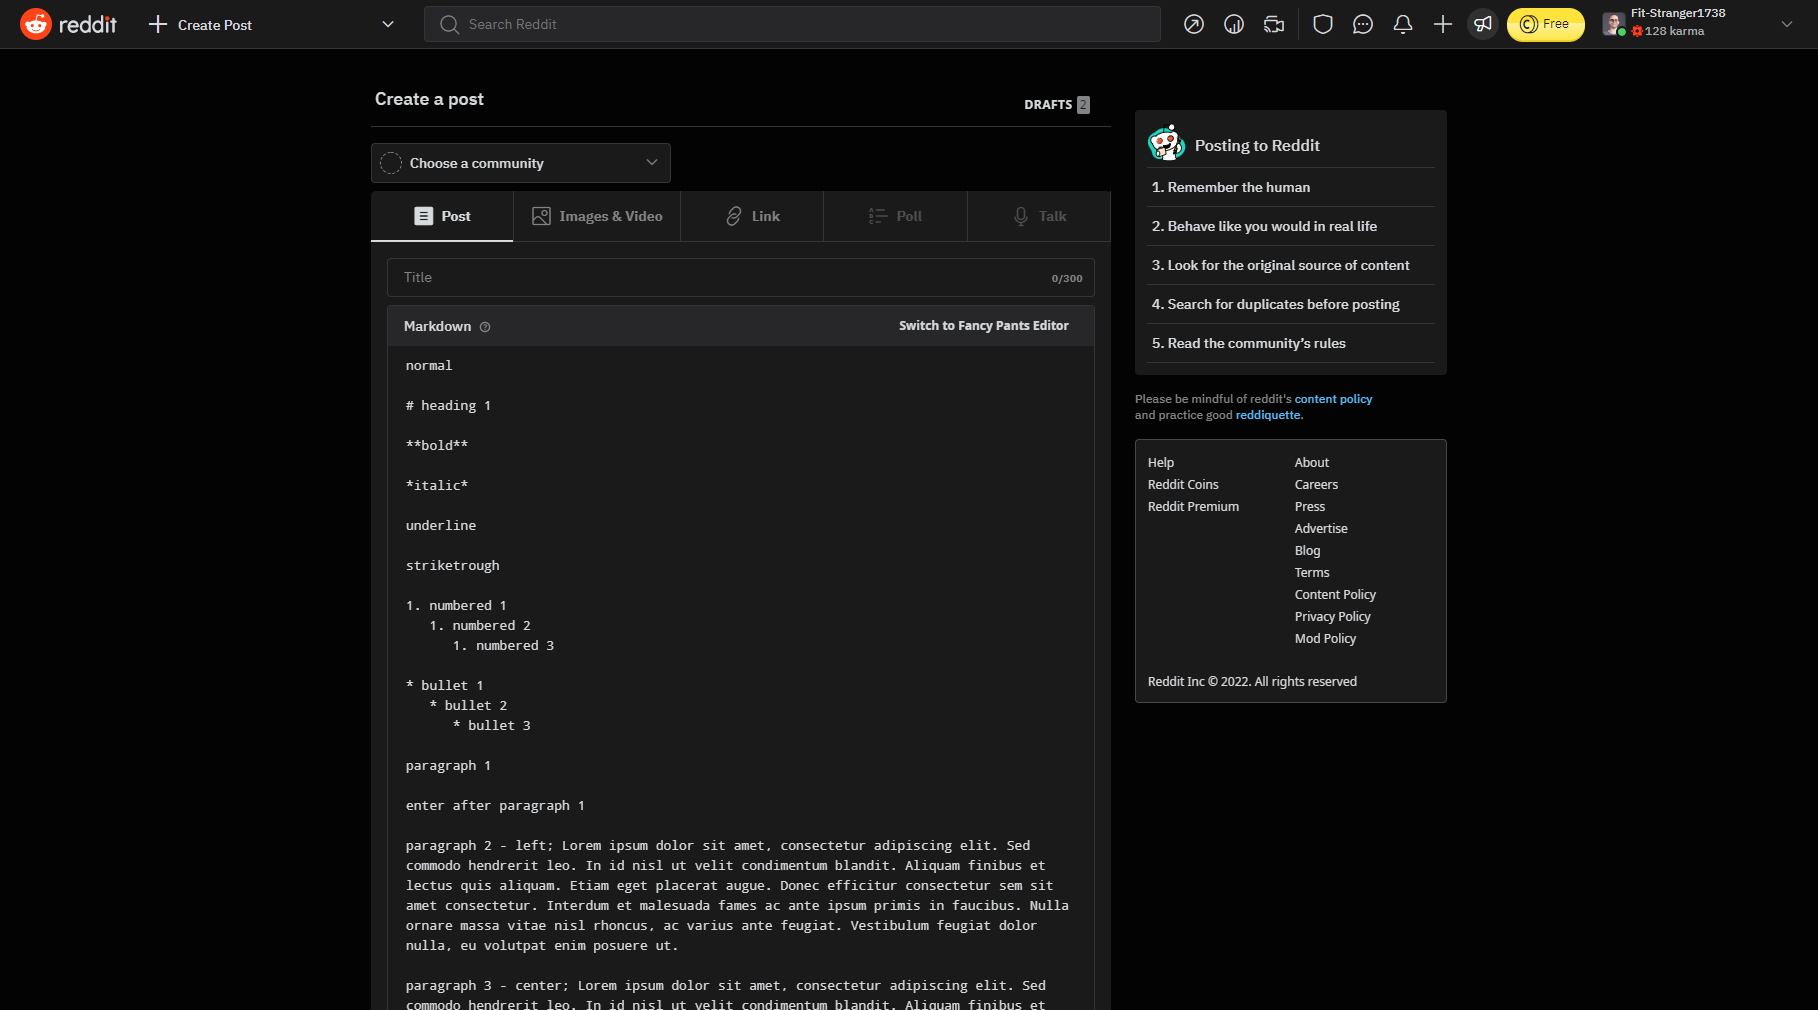 reddit
Create Post
Search Reddit
Free
Fit-Stranger1738
128 karma
Create a post
DRAFTS 2
Choose a community
Post
Images & Video
Link
Poll
Talk
Title
0/300
Markdown
Switch to Fancy Pants Editor
normal
# heading 1
**bold**
*italic*
underline
striketrough
1. numbered 1
1. numbered 2
1. numbered 3
* bullet 1
* bullet 2
* bullet 3
paragraph 1
enter after paragraph 1
paragraph 2 - left; Lorem ipsum dolor sit amet, consectetur adipiscing elit. Sed
commodo hendrerit leo. In id nisl ut velit condimentum blandit. Aliquam finibus et
lectus quis aliquam. Etiam eget placerat augue. Donec efficitur consectetur sem sit
amet consectetur. Interdum et malesuada fames ac ante ipsum primis in faucibus. Nulla
ornare massa vitae nisl rhoncus, ac varius ante feugiat. Vestibulum feugiat dolor
nulla, eu volutpat enim posuere ut.
paragraph 3 - center; Lorem ipsum dolor sit amet, consectetur adipiscing elit. Sed
commodo hendrerit leo. In id nisl ut velit condimentum blandit. Aliquam finibus et
Posting to Reddit
1. Remember the human
2. Behave like you would in real life
3. Look for the original source of content
4. Search for duplicates before posting
5. Read the community's rules
Please be mindful of reddit's content policy
and practice good reddiquette.
Help
Reddit Coins
Reddit Premium
About
Careers
Press
Advertise
Blog
Terms
Content Policy
Privacy Policy
Mod Policy
Reddit Inc © 2022. All rights reserved